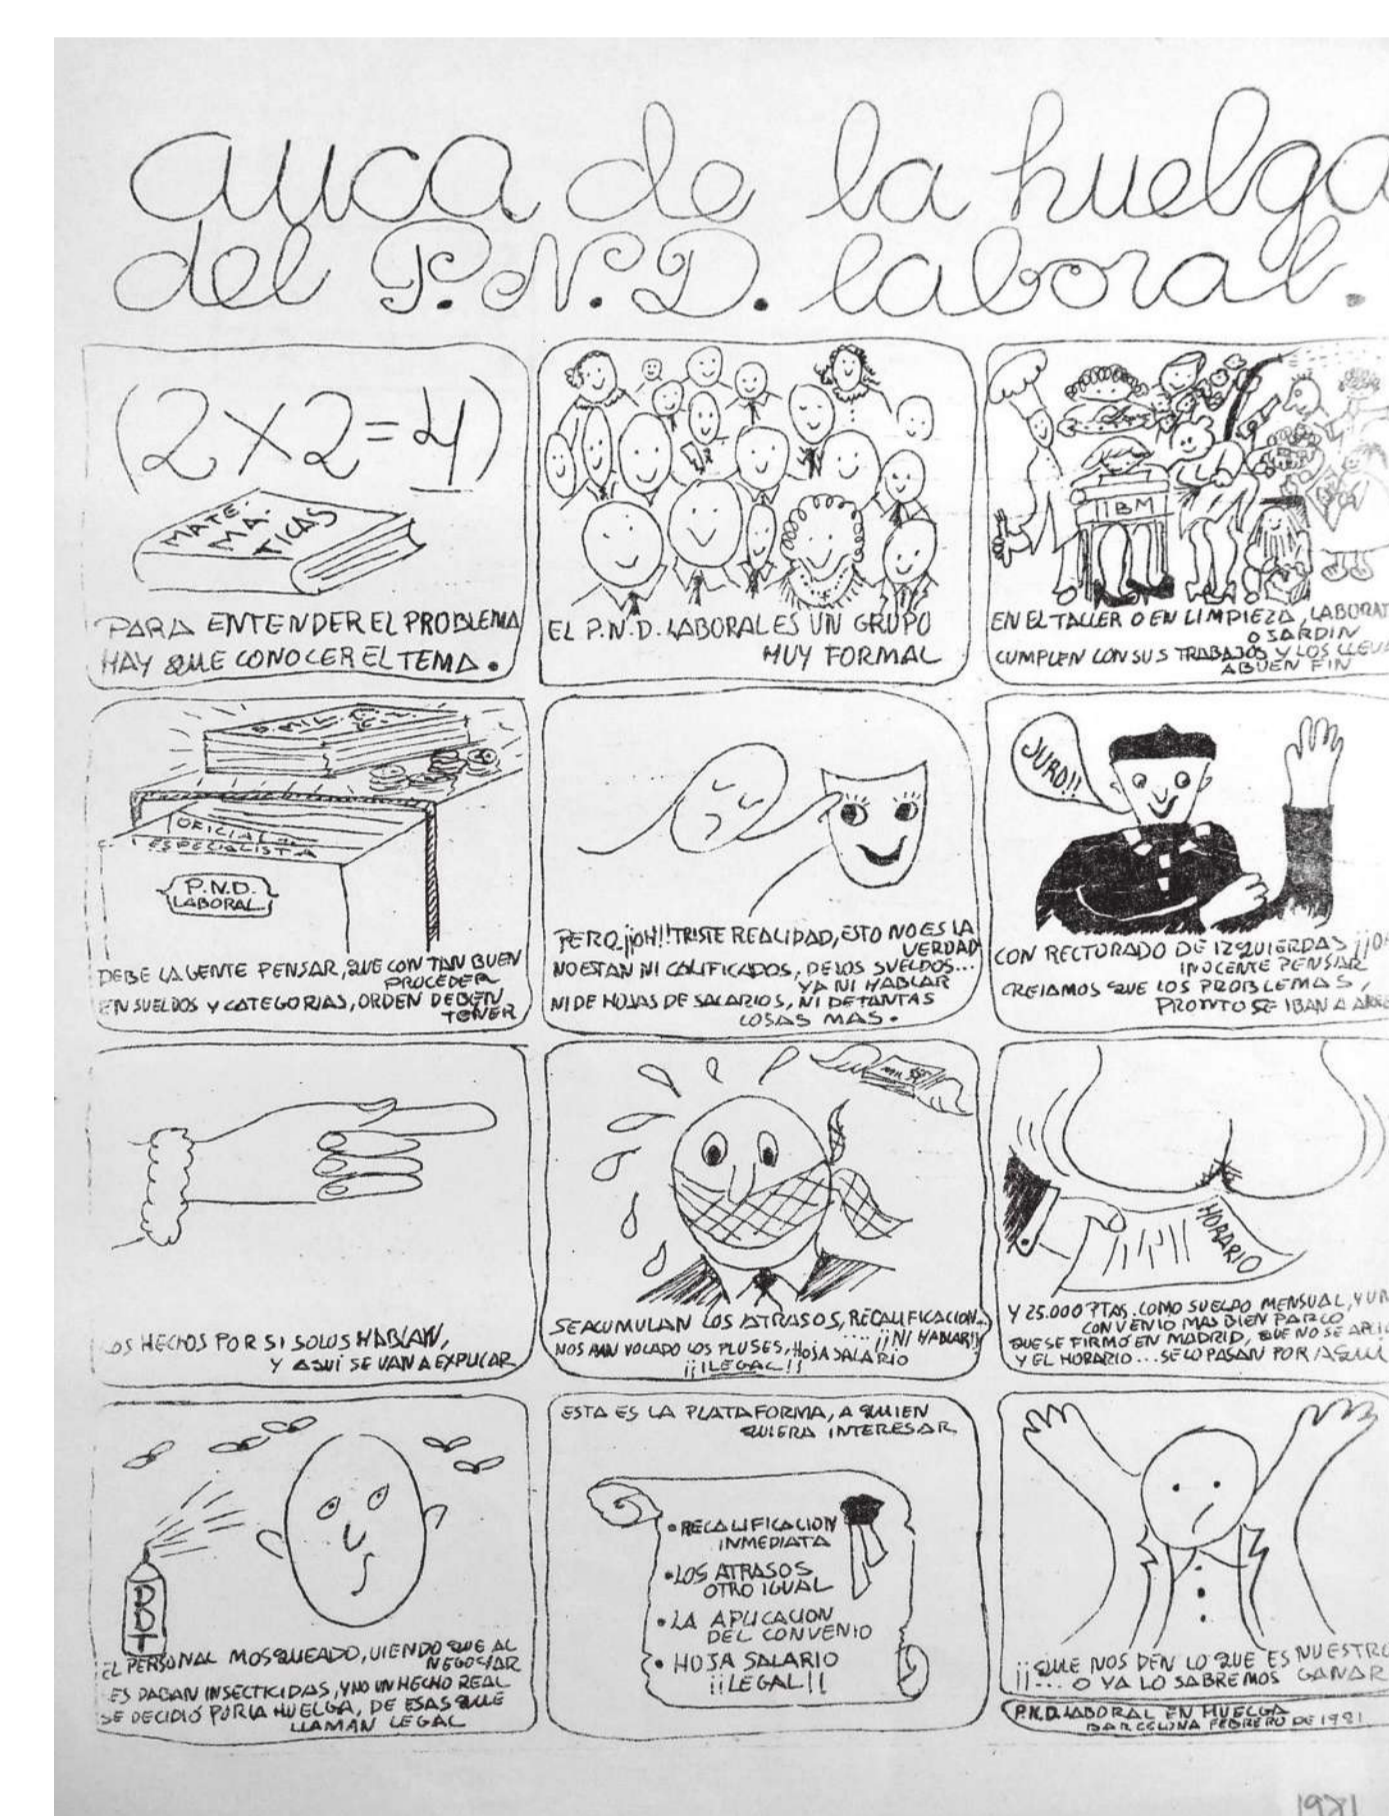 auca de la huelga
del P.N.D. laboral.
(2X2=4)
MATE-
MA-
TICAS
PARA ENTENDER EL PROBLEMA
HAY QUE CONOCER EL TEMA.
EL P.N.D. LABORAL ES UN GRUPO
MUY FORMAL
IBM
EN EL TALLER O EN LIMPIEZA, LABORAT
O JARDIN
CUMPLEN CON SUS TRABAJOS Y LOS LLEVA
A BUEN FIN
MIL
OFICIAL
ESPECIALISTA
P.N.D.
LABORAL
DEBE LA GENTE PENSAR, QUE CON TAN BUEN
PROCEDER
EN SUELDOS Y CATEGORIAS, ORDEN DEBEN
TENER
PERO ¡¡OH!! TRISTE REALIDAD, ESTO NO ES LA
VERDAD
NO ESTAN NI CALIFICADOS, DE LOS SUELDOS...
YA NI HABLAR
NI DE HOJAS DE SALARIOS, NI DE TANTAS
COSAS MAS.
JURO!!
CON RECTORADO DE IZQUIERDAS ¡¡OH
INOCENTE PENSAR
CREIAMOS QUE LOS PROBLEMAS,
PRONTO SE IBAN A
LOS HECHOS POR SI SOLOS HABLAN,
Y AQUÍ SE VAN A EXPLICAR
SE ACUMULAN LOS ATRASOS, RECALIFICACION...
.... ¡¡NI HABLAR!!
NOS HAN VOLADO LOS PLUSES, HOJA SALARIO
¡¡ILEGAL!!
HORARIO
Y 25.000 PTAS. COMO SUELDO MENSUAL, Y UN
CONVENIO MAS BIEN PARCO
QUE SE FIRMÓ EN MADRID, QUE NO SE APLIC
Y EL HORARIO... SE LO PASAN POR AQUI
DDT
EL PERSONAL MOSQUEADO, VIENDO QUE AL
NEGOCIAR
LES DABAN INSECTICIDAS, Y NO UN HECHO REAL
SE DECIDIÓ POR LA HUELGA, DE ESAS QUE
LLAMAN LEGAL
ESTA ES LA PLATAFORMA, A QUIEN
QUIERA INTERESAR
• RECALIFICACION
INMEDIATA
• LOS ATRASOS
OTRO IGUAL
• LA APLICACION
DEL CONVENIO
• HOJA SALARIO
¡¡LEGAL!!
¡¡QUE NOS DEN LO QUE ES NUESTRO
... O YA LO SABREMOS GANAR
P.N.D. LABORAL EN HUELGA
BARCELONA FEBRERO DE 1981
1981